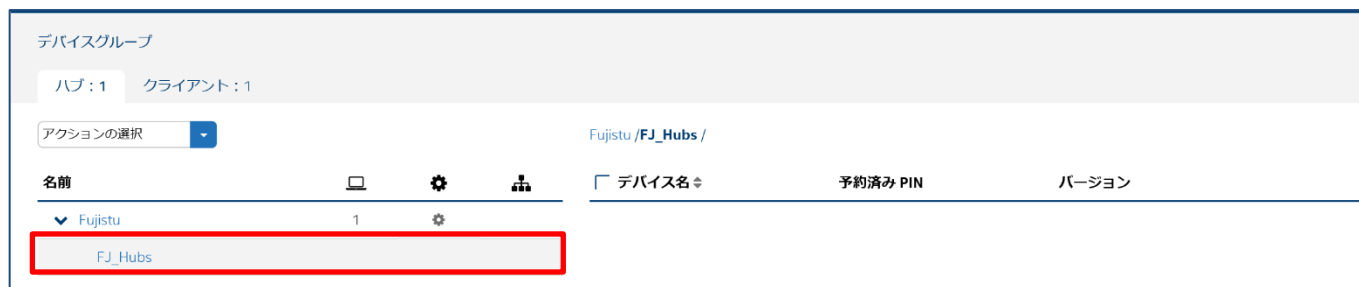 デバイスグループ
ハブ : 1 クライアント : 1
アクションの選択
Fujistu /FJ_Hubs /
名前 デバイス名 予約済み PIN バージョン
Fujistu 1
FJ_Hubs